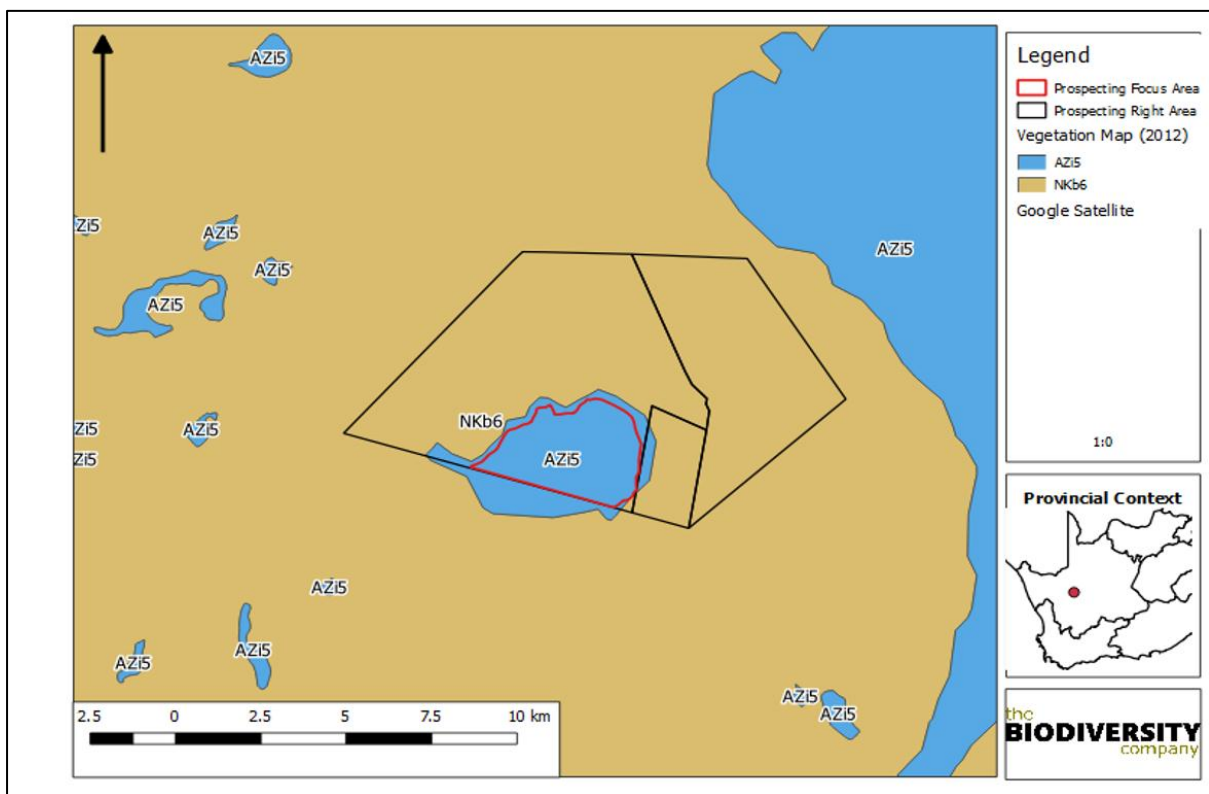 AZi5
AZi5
Zi5
AZi5
AZi5
AZi5
AZi5
NKb6
AZi5
Zi5
AZi5
Zi5
AZi5
AZi5
AZi5
AZi5
AZi5
2.5 0 2.5 5 7.5 10 km
Legend
Prospecting Focus Area
Prospecting Right Area
Vegetation Map (2012)
AZi5
NKb6
Google Satellite
1:0
Provincial Context
the
BIODIVERSITY
company